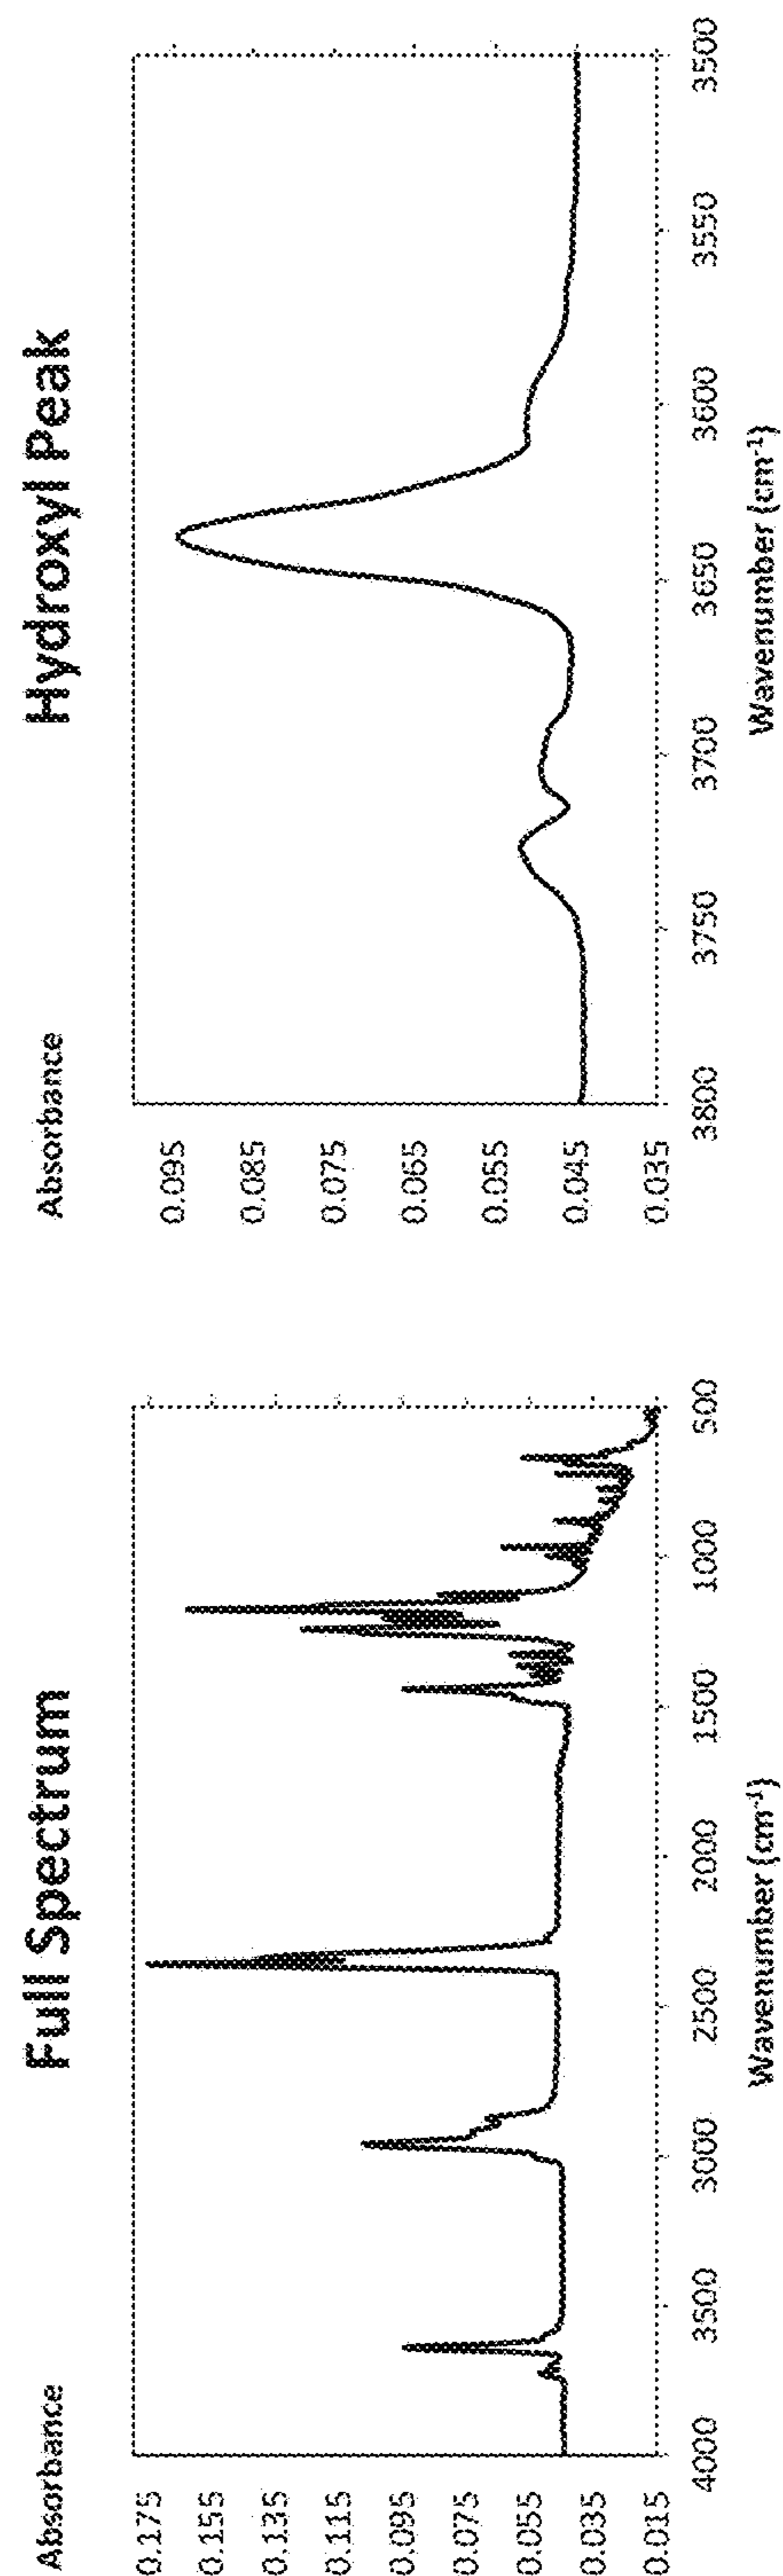 Full Spectrum
Absorbance
0.175
0.155
0.135
0.115
0.095
0.075
0.055
0.035
0.015
4000 3500 3000 2500 2000 1500 1000 500
Wavenumber (cm-1)
Hydroxyl Peak
Absorbance
0.095
0.085
0.075
0.065
0.055
0.045
0.035
3800 3750 3700 3650 3600 3550 3500
Wavenumber (cm-1)